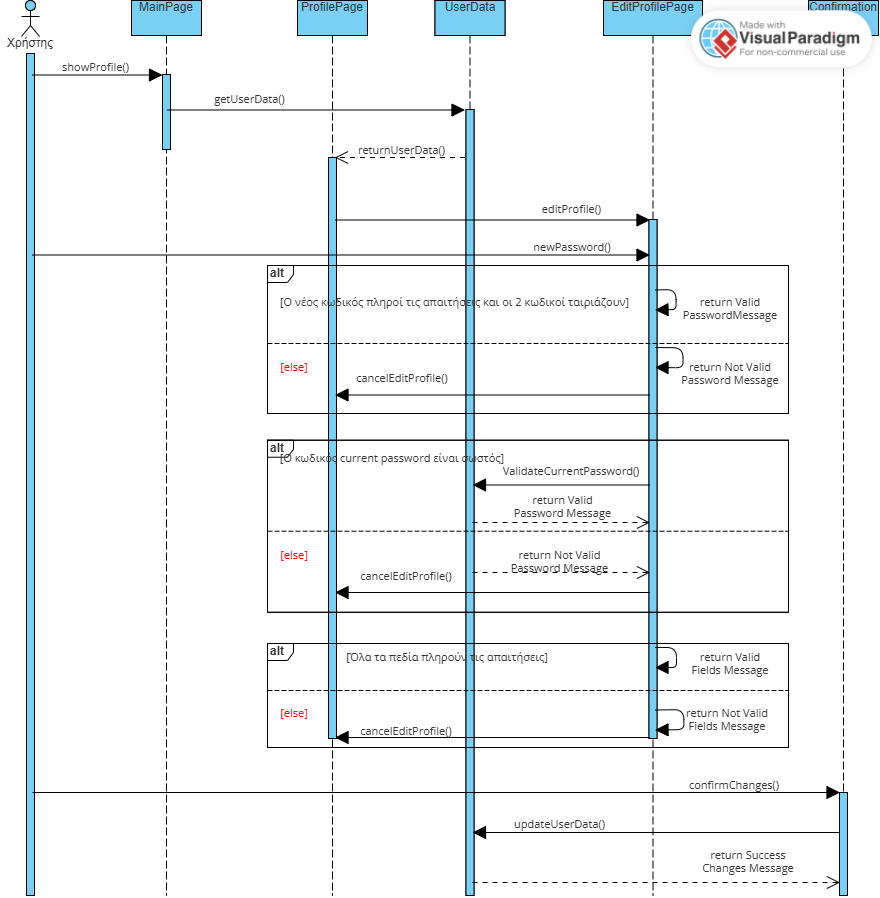 MainPage
ProfilePage
UserData
EditProfilePage
Confirmation
Made with
Visual Paradigm
For non-commercial use
Χρήστης
showProfile()
getUserData()
returnUserData()
editProfile()
newPassword()
alt
[Ο νέος κωδικός πληροί τις απαιτήσεις και οι 2 κωδικοί ταιριάζουν]
return Valid
PasswordMessage
[else]
return Not Valid
Password Message
cancelEditProfile()
alt
[Ο κωδικός current password είναι σωστός]
ValidateCurrentPassword()
return Valid
Password Message
[else]
return Not Valid
Password Message
cancelEditProfile()
alt
[Όλα τα πεδία πληρούν τις απαιτήσεις]
return Valid
Fields Message
[else]
return Not Valid
Fields Message
cancelEditProfile()
confirmChanges()
updateUserData()
return Success
Changes Message